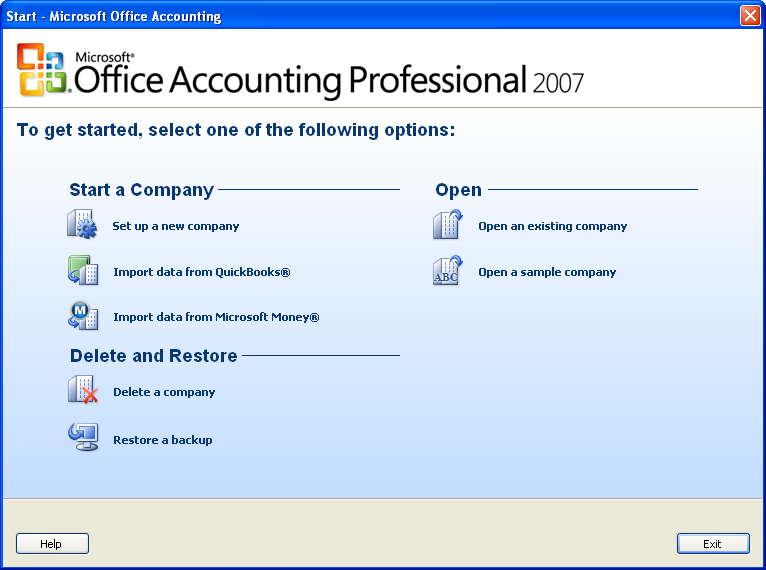 Start - Microsoft Office Accounting
Microsoft®
Office Accounting Professional 2007
To get started, select one of the following options:
Start a Company
Set up a new company
Import data from QuickBooks®
M
Import data from Microsoft Money®
Delete and Restore
Delete a company
Restore a backup
Open
Open an existing company
ABC
Open a sample company
Help
Exit